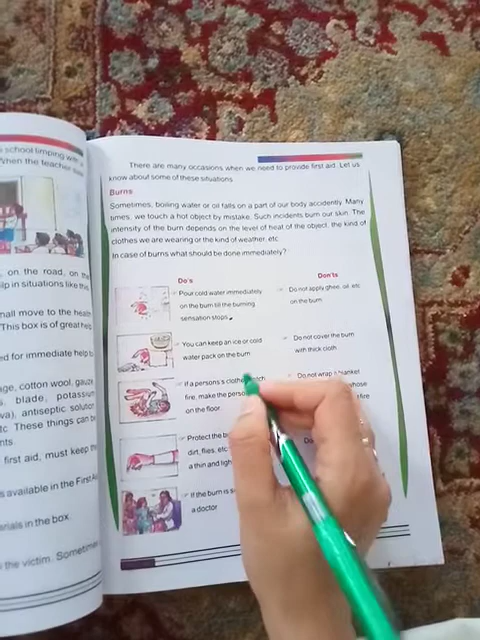 school limping with a
When the teacher
on the road, on the
lp in situations like this
mall move to the health
This box is of great help
ed for immediate help to
age, cotton wool, gauze
s, blade, potassium
va), antiseptic solution
tc. These things can be
nts.
first aid, must keep the
s available in the First Aid
erials in the box.
the victim. Sometimes
There are many occasions when we need to provide first aid. Let us
know about some of these situations.
Burns
Sometimes, boiling water or oil falls on a part of our body accidently. Many
times, we touch a hot object by mistake. Such incidents burn our skin. The
intensity of the burn depends on the level of heat of the object, the kind of
clothes we are wearing or the kind of weather, etc.
In case of burns what should be done immediately?
Do's
Don'ts
Pour cold water immediately
on the burn till the burning
sensation stops.
Do not apply ghee, oil, etc
on the burn.
You can keep an ice or cold
water pack on the burn
Do not cover the burn
with thick cloth.
If a persons's clothes catch
fire, make the person
on the floor.
Do not wrap a blanket
whose
fire
Protect the b
dirt, flies, etc
a thin and ligh
Do
If the burn is s
a doctor